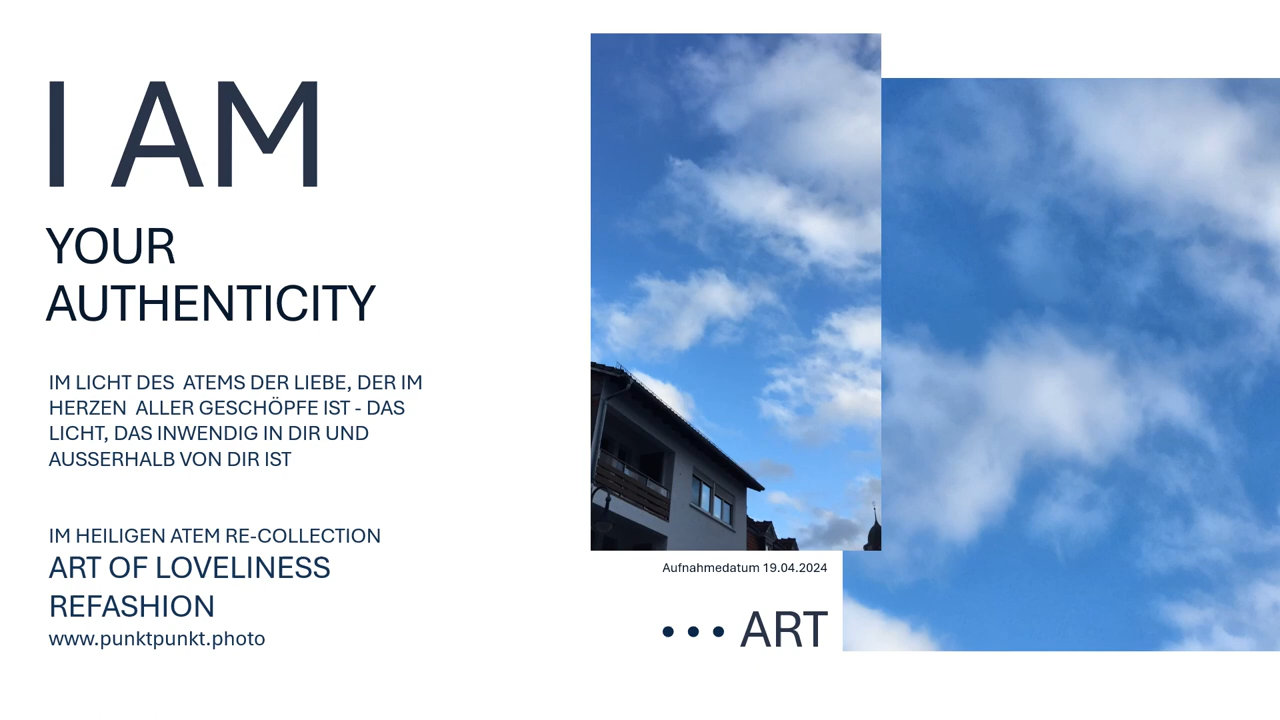 I AM
YOUR
AUTHENTICITY
IM LICHT DES  ATEMS DER LIEBE, DER IM
HERZEN  ALLER GESCHÖPFE IST - DAS
LICHT, DAS INWENDIG IN DIR UND
AUSSERHALB VON DIR IST
IM HEILIGEN ATEM RE-COLLECTION
ART OF LOVELINESS
REFASHION
www.punktpunkt.photo
Aufnahmedatum 19.04.2024
• • • ART